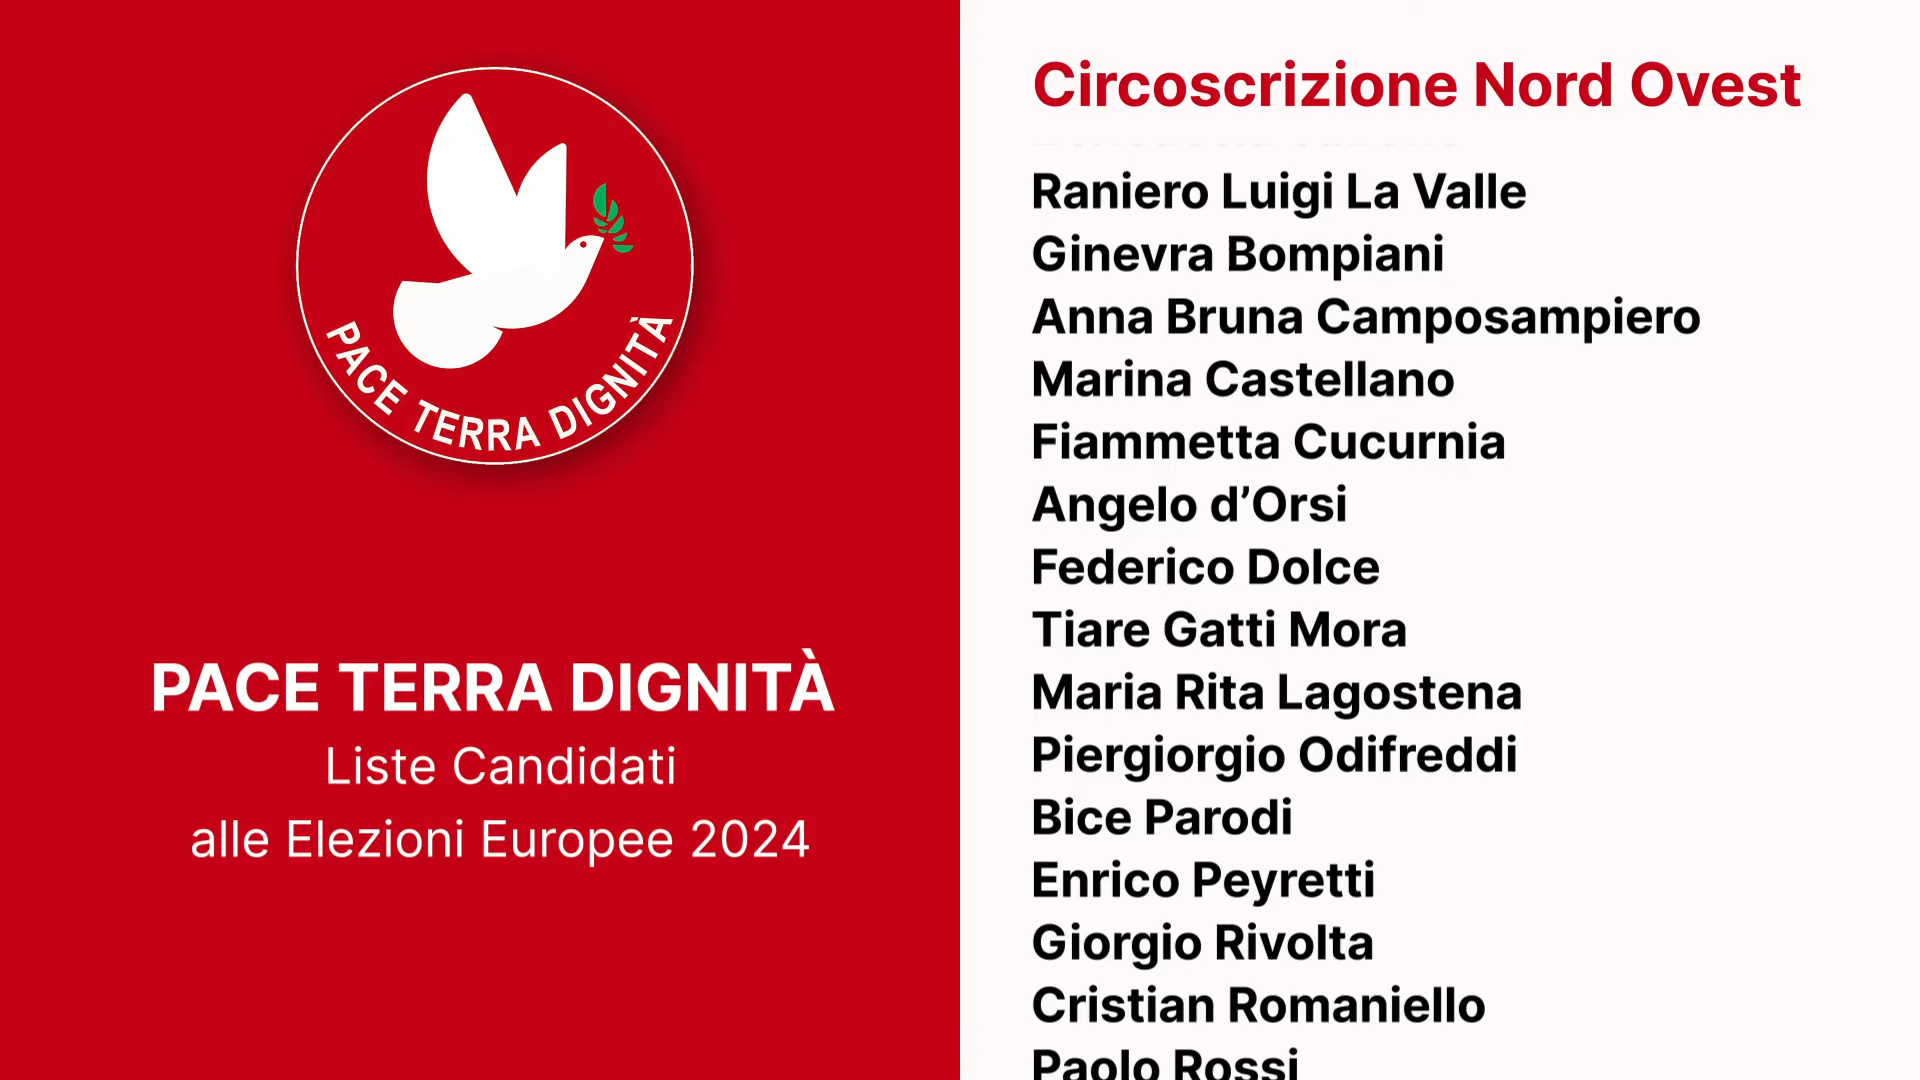 PACE TERRA DIGNITÀ
PACE TERRA DIGNITÀ
Liste Candidati
alle Elezioni Europee 2024
Circoscrizione Nord Ovest
Raniero Luigi La Valle
Ginevra Bompiani
Anna Bruna Camposampiero
Marina Castellano
Fiammetta Cucurnia
Angelo d’Orsi
Federico Dolce
Tiare Gatti Mora
Maria Rita Lagostena
Piergiorgio Odifreddi
Bice Parodi
Enrico Peyretti
Giorgio Rivolta
Cristian Romaniello
Paolo Rossi